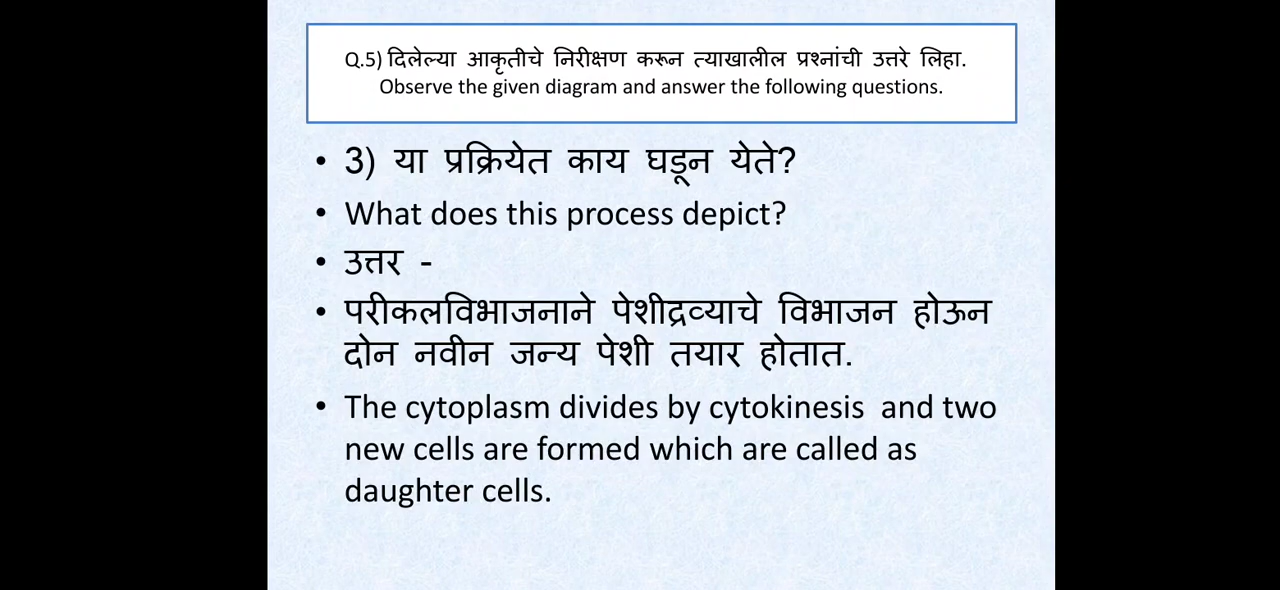 Q.5) दिलेल्या आकृतीचे निरीक्षण करून त्याखालील प्रश्नांची उत्तरे लिहा.
Observe the given diagram and answer the following questions.
• 3) या प्रक्रियेत काय घडून येते?
• What does this process depict?
• उत्तर -
• परीकलविभाजनाने पेशीद्रव्याचे विभाजन होऊन
दोन नवीन जन्य पेशी तयार होतात.
• The cytoplasm divides by cytokinesis and two
new cells are formed which are called as
daughter cells.